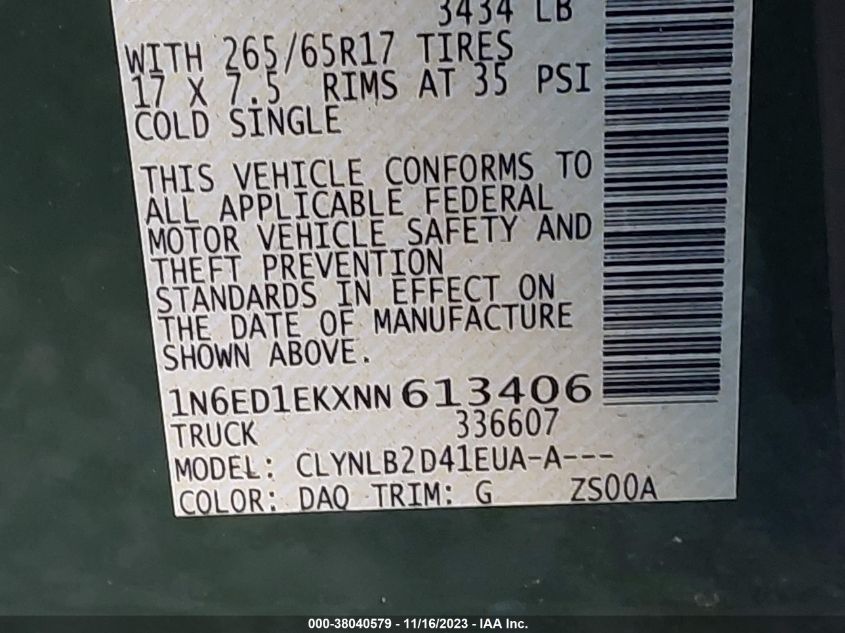 3434 LB
WITH 265/65R17 TIRES
17 X 7.5 RIMS AT 35 PSI
COLD SINGLE
THIS VEHICLE CONFORMS TO
ALL APPLICABLE FEDERAL
MOTOR VEHICLE SAFETY AND
THEFT PREVENTION
STANDARDS IN EFFECT ON
THE DATE OF MANUFACTURE
SHOWN ABOVE.
1N6ED1EKXNN613406
TRUCK 336607
MODEL: CLYNLB2D41EUA-A---
COLOR: DAQ TRIM: G ZS00A
000-38040579 - 11/16/2023 - IAA Inc.